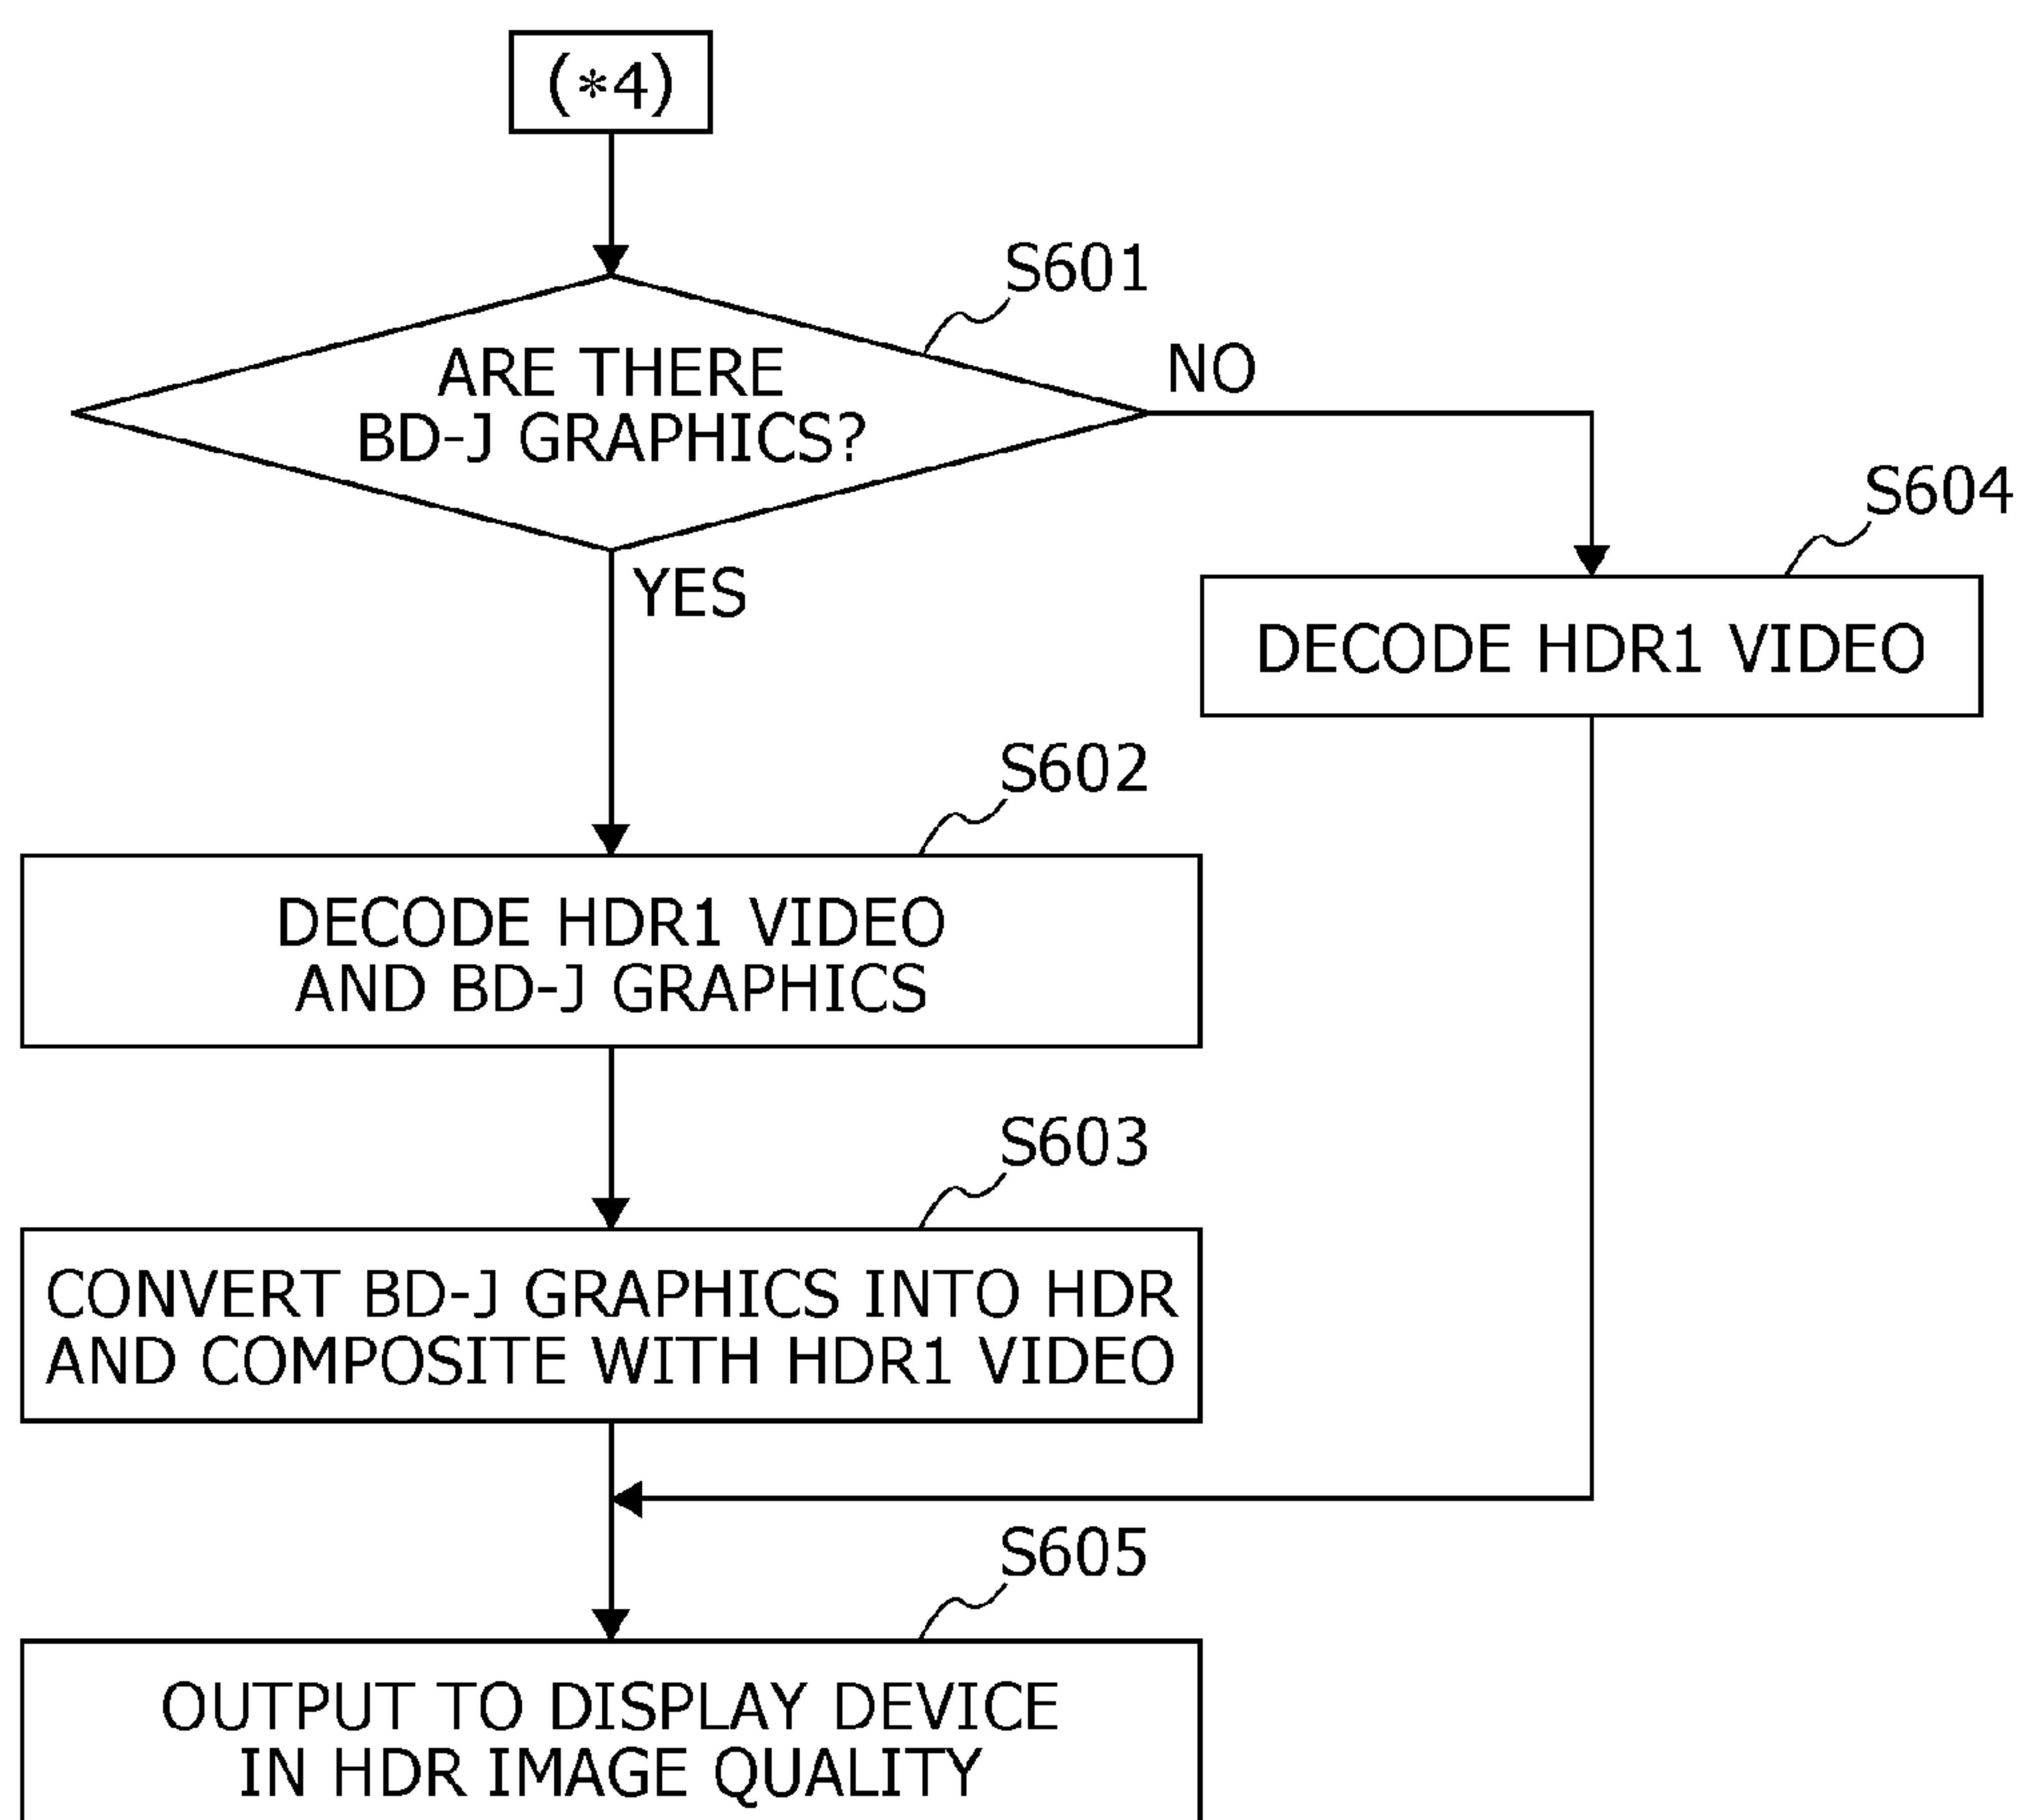 (*4)
S601
ARE THERE
BD-J GRAPHICS?
NO
YES
S604
DECODE HDR1 VIDEO
S602
DECODE HDR1 VIDEO
AND BD-J GRAPHICS
S603
CONVERT BD-J GRAPHICS INTO HDR
AND COMPOSITE WITH HDR1 VIDEO
S605
OUTPUT TO DISPLAY DEVICE
IN HDR IMAGE QUALITY